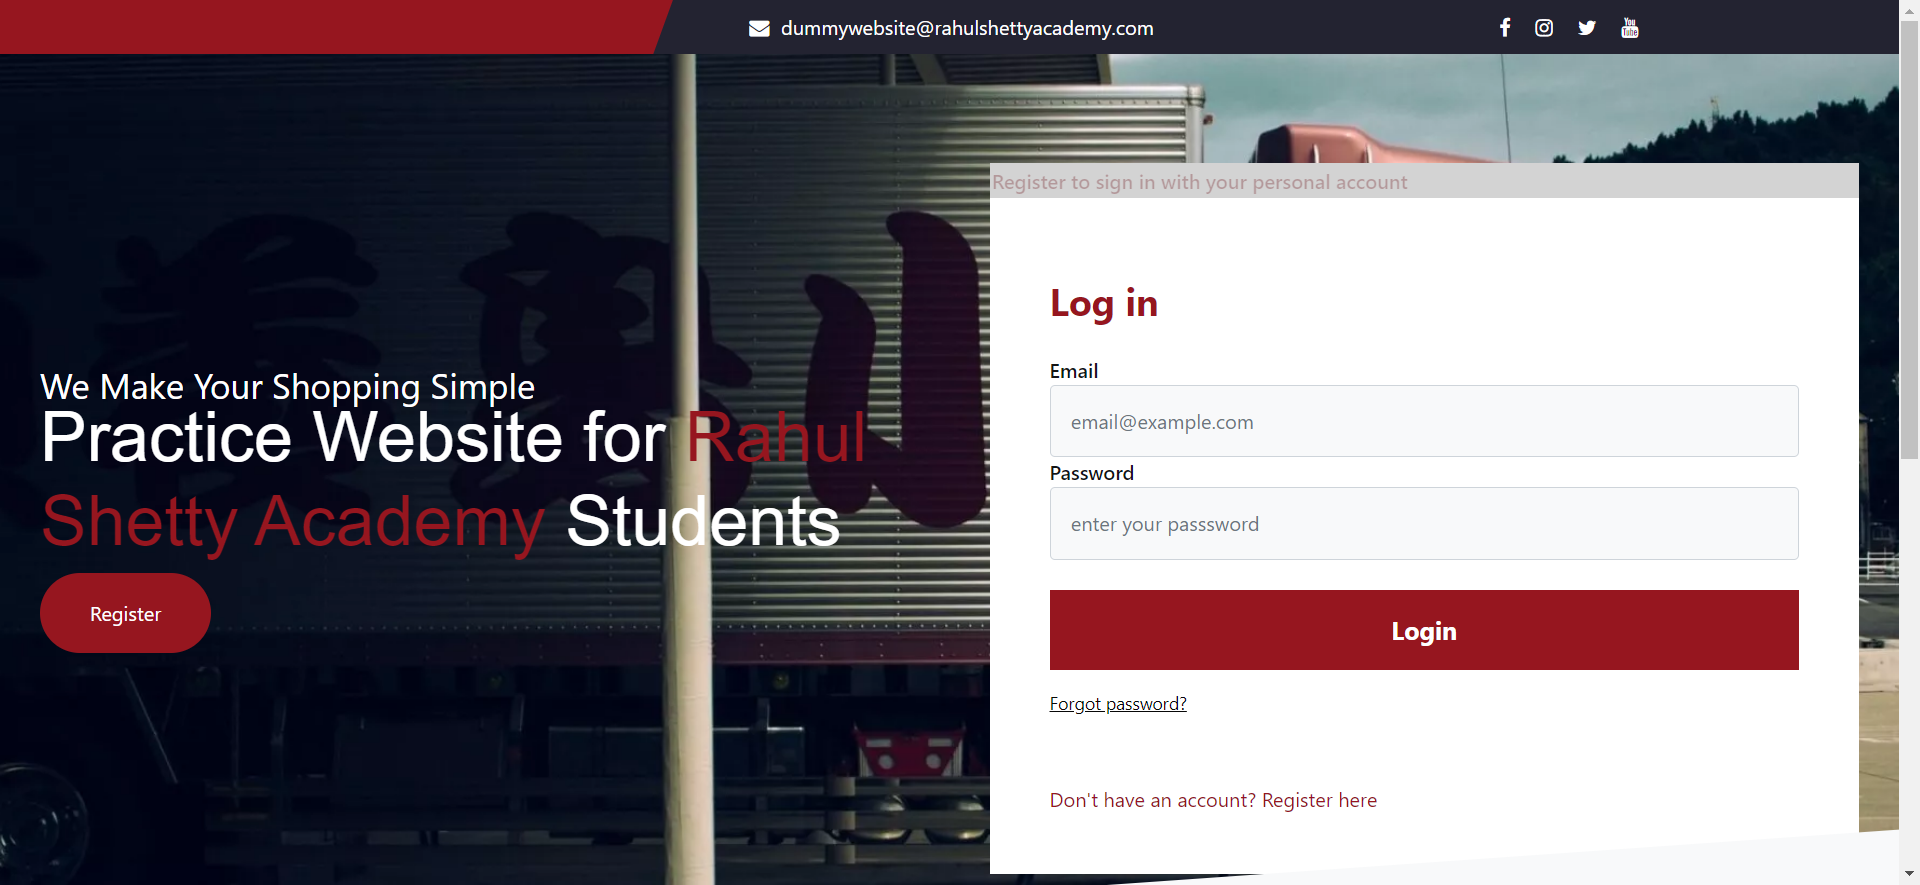 dummywebsite@rahulshettyacademy.com
You
Tube
Register to sign in with your personal account
We Make Your Shopping Simple
Practice Website for Rahul
Shetty Academy Students
Register
Log in
Email
email@example.com
Password
enter your passsword
Login
Forgot password?
Don't have an account? Register here